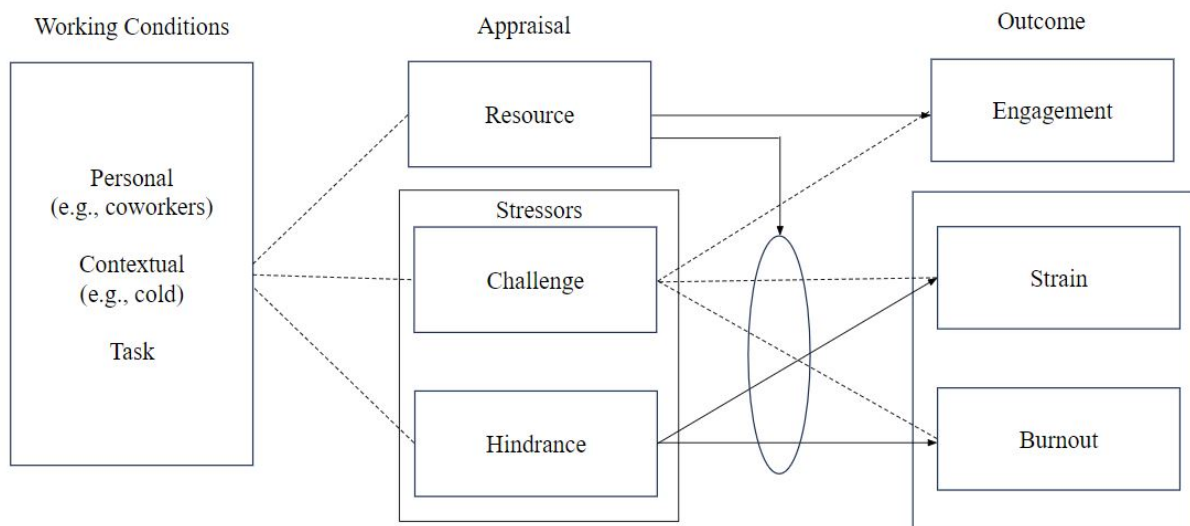 Working Conditions
Appraisal
Outcome
Personal
(e.g., coworkers)
Contextual
(e.g., cold)
Task
Resource
Stressors
Challenge
Hindrance
Engagement
Strain
Burnout